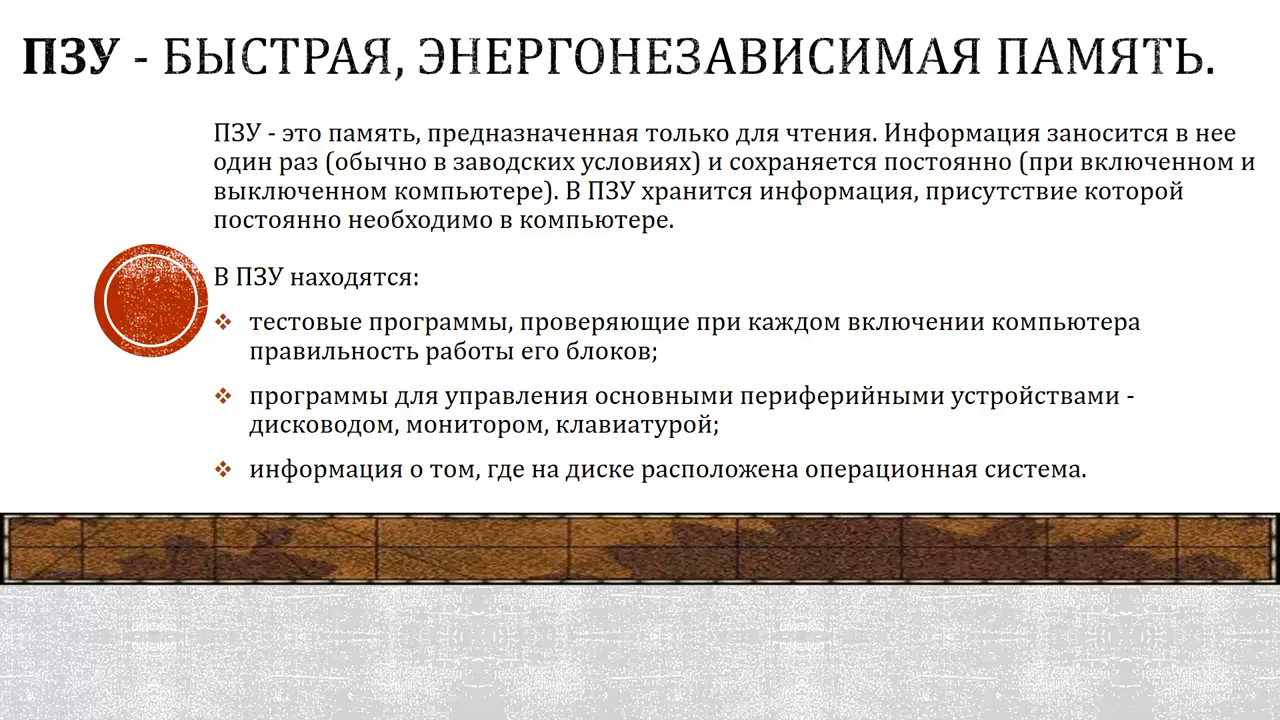 ПЗУ - БЫСТРАЯ, ЭНЕРГОНЕЗАВИСИМАЯ ПАМЯТЬ.
ПЗУ - это память, предназначенная только для чтения. Информация заносится в нее
один раз (обычно в заводских условиях) и сохраняется постоянно (при включенном и
выключенном компьютере). В ПЗУ хранится информация, присутствие которой
постоянно необходимо в компьютере.
В ПЗУ находятся:
❖ тестовые программы, проверяющие при каждом включении компьютера
правильность работы его блоков;
❖ программы для управления основными периферийными устройствами -
дисководом, монитором, клавиатурой;
❖ информация о том, где на диске расположена операционная система.